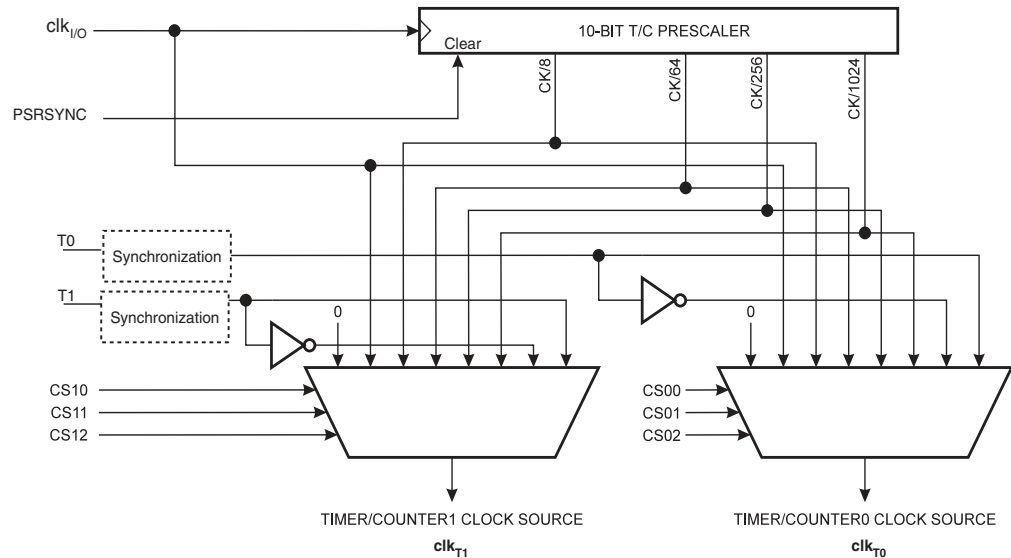 clkI/O
10-BIT T/C PRESCALER
Clear
CK/8
CK/64
CK/256
CK/1024
PSRSYNC
T0
Synchronization
T1
Synchronization
0
0
CS10
CS11
CS12
CS00
CS01
CS02
TIMER/COUNTER1 CLOCK SOURCE
clkT1
TIMER/COUNTER0 CLOCK SOURCE
clkT0